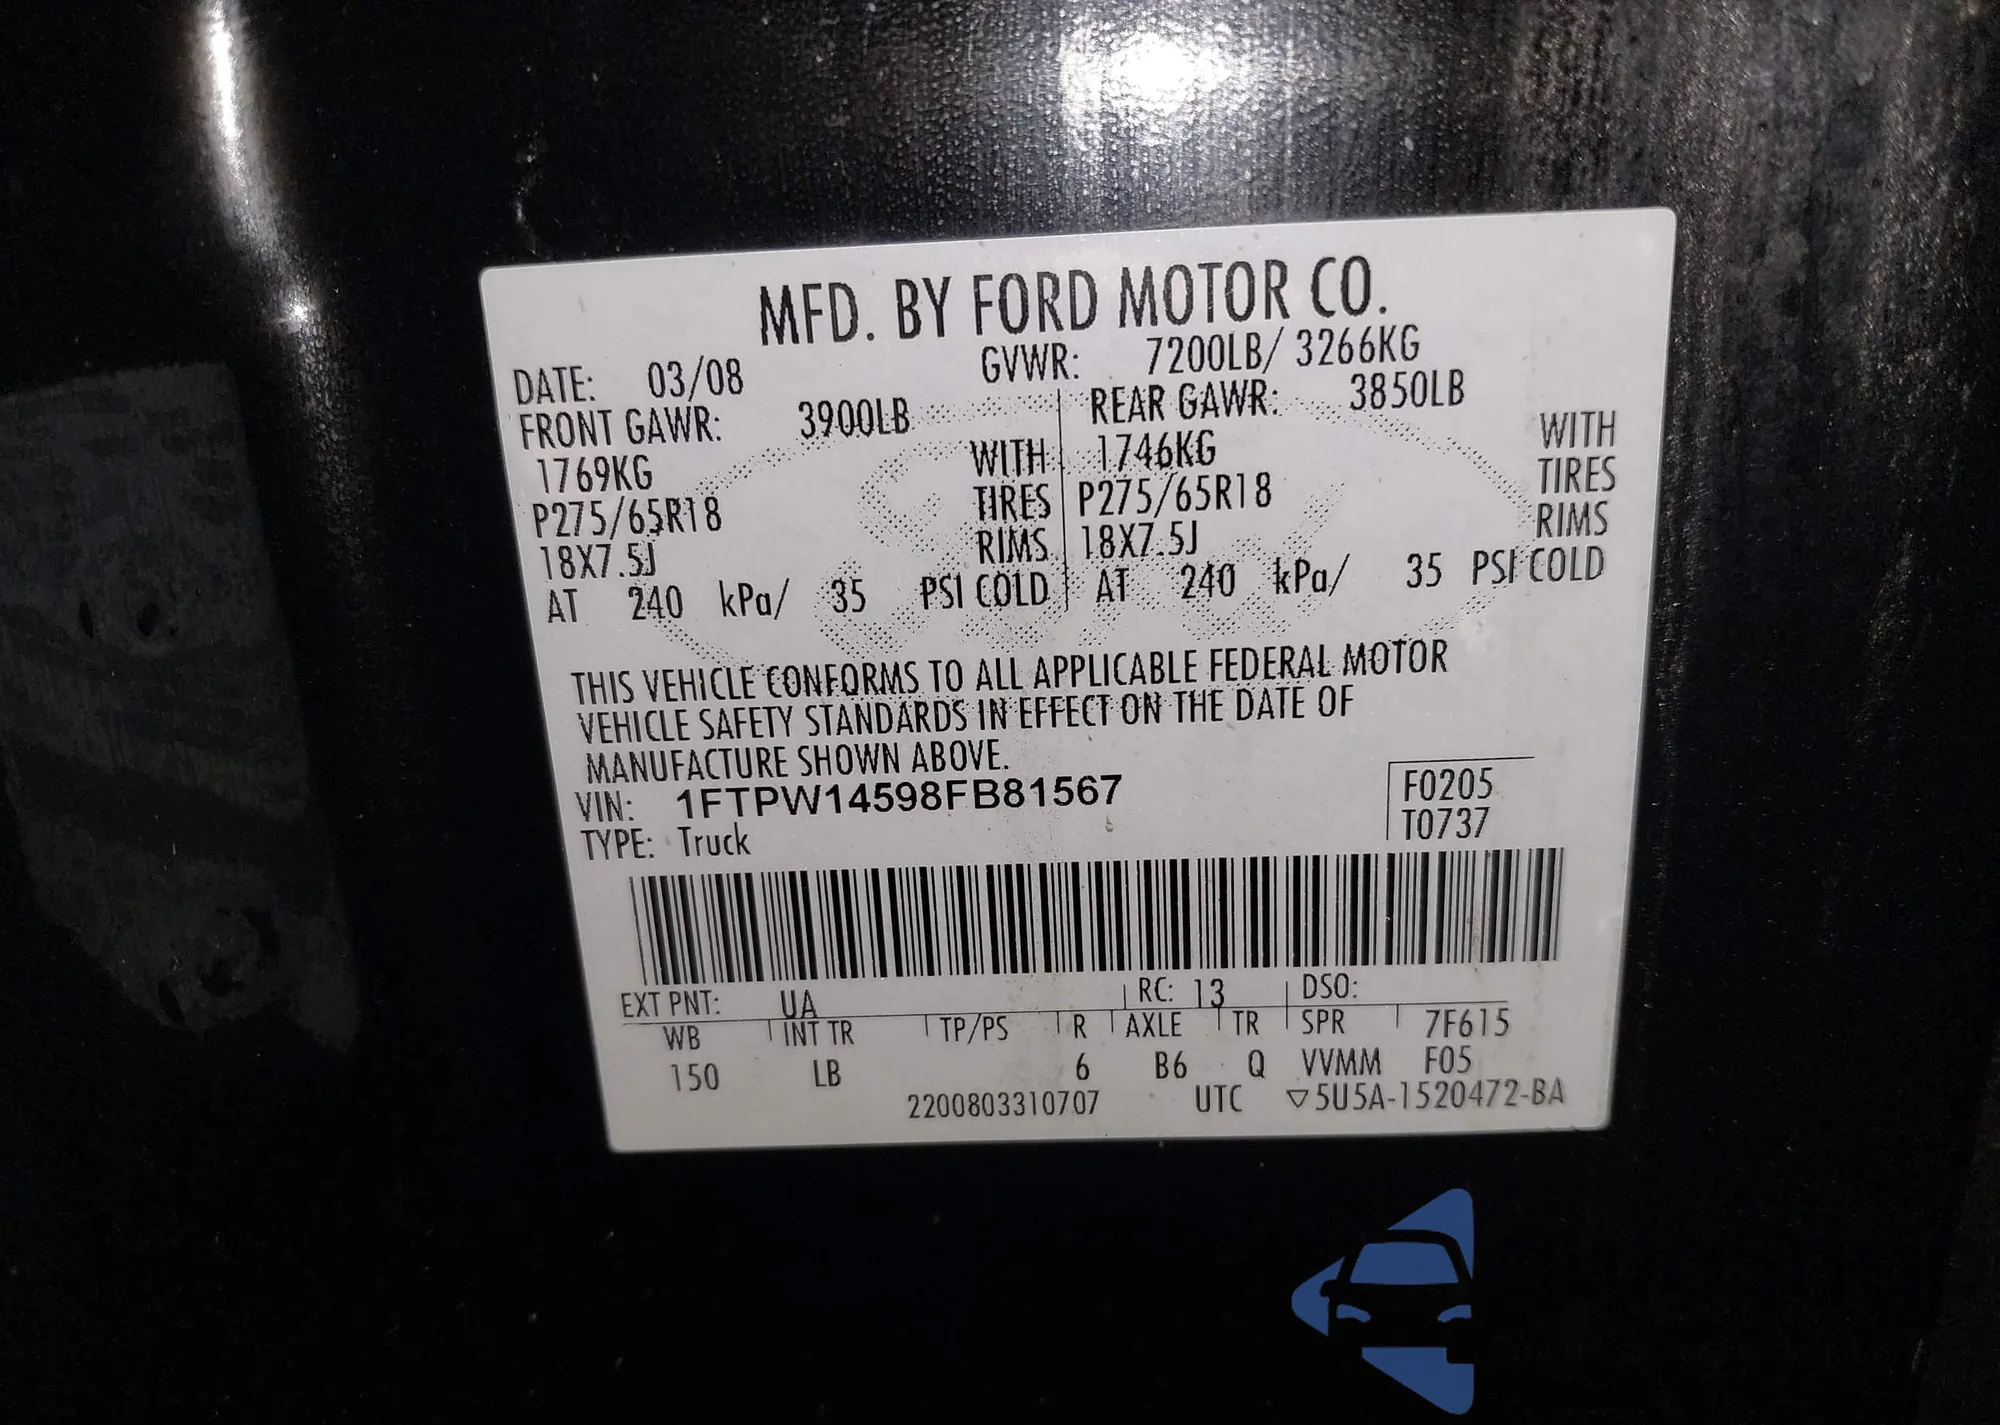 MFD. BY FORD MOTOR CO.
DATE: 03/08 GVWR: 7200LB/ 3266KG
FRONT GAWR: 3900LB REAR GAWR: 3850LB
1769KG WITH 1746KG WITH
P275/65R18 TIRES P275/65R18 TIRES
18X7.5J RIMS 18X7.5J RIMS
AT 240 kPa/ 35 PSI COLD AT 240 kPa/ 35 PSI COLD
THIS VEHICLE CONFORMS TO ALL APPLICABLE FEDERAL MOTOR
VEHICLE SAFETY STANDARDS IN EFFECT ON THE DATE OF
MANUFACTURE SHOWN ABOVE.
VIN: 1FTPW14598FB81567 F0205
TYPE: Truck T0737
EXT PNT: UA RC: 13 DSO:
WB INT TR TP/PS R AXLE TR SPR 7F615
150 LB 6 B6 Q VVMM F05
2200803310707 UTC ▽5U5A-1520472-BA